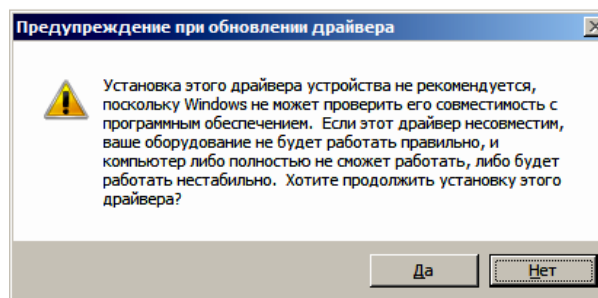 Предупреждение при обновлении драйвера
Установка этого драйвера устройства не рекомендуется,
поскольку Windows не может проверить его совместимость с
программным обеспечением. Если этот драйвер несовместим,
ваше оборудование не будет работать правильно, и
компьютер либо полностью не сможет работать, либо будет
работать нестабильно. Хотите продолжить установку этого
драйвера?
Да
Нет